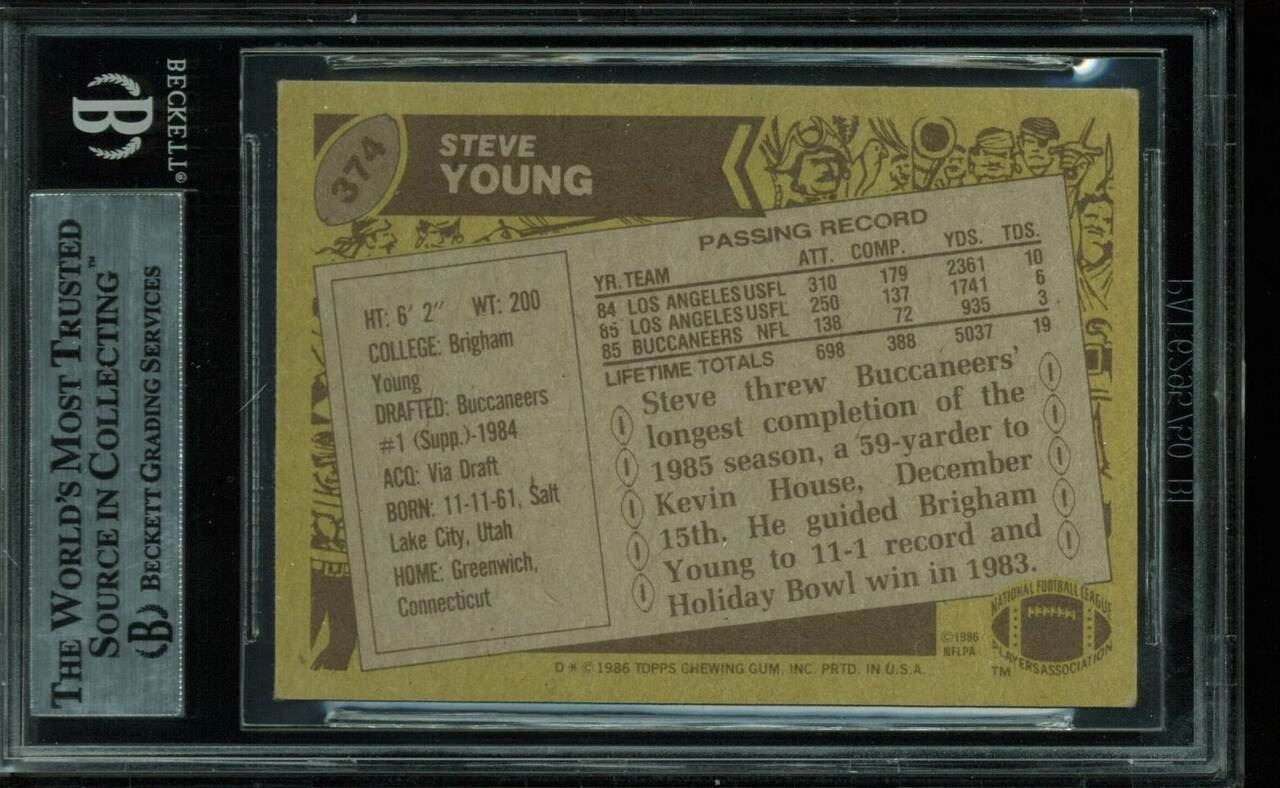 BECKETT®
B
THE WORLD'S MOST TRUSTED
SOURCE IN COLLECTING™
(B) BECKETT GRADING SERVICES
374
STEVE
YOUNG
HT: 6' 2" WT: 200
COLLEGE: Brigham
Young
DRAFTED: Buccaneers
#1 (Supp.)-1984
ACQ: Via Draft
BORN: 11-11-61, Salt
Lake City, Utah
HOME: Greenwich,
Connecticut
PASSING RECORD
YR. TEAM ATT. COMP. YDS. TDS.
84 LOS ANGELES USFL 310 179 2361 10
85 LOS ANGELES USFL 250 137 1741 6
85 BUCCANEERS NFL 138 72 935 3
LIFETIME TOTALS 698 388 5037 19
Steve threw Buccaneers'
longest completion of the
1985 season, a 59-yarder to
Kevin House, December
15th. He guided Brigham
Young to 11-1 record and
Holiday Bowl win in 1983.
©1986
NFLPA
NATIONAL FOOTBALL LEAGUE
PLAYERS ASSOCIATION
TM
D * © 1986 TOPPS CHEWING GUM, INC. PRTD. IN U.S.A.